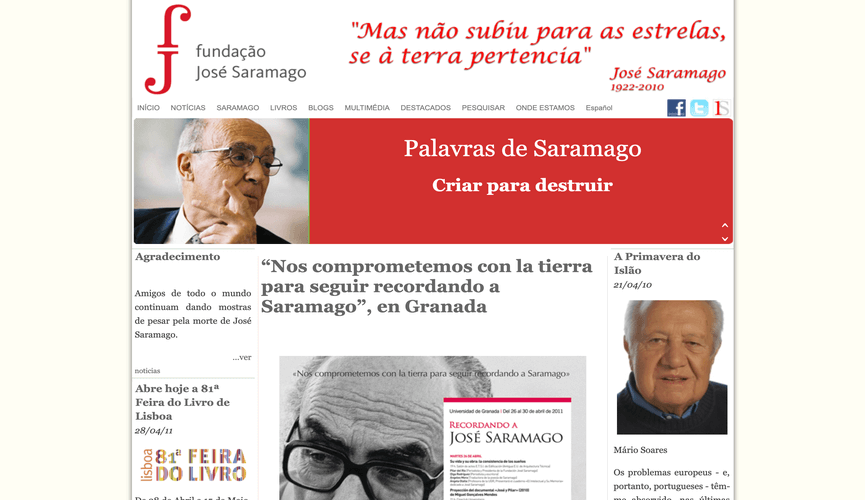 fundação
José Saramago
"Mas não subiu para as estrelas,
se à terra pertencia"
José Saramago
1922-2010
INÍCIO NOTÍCIAS SARAMAGO LIVROS BLOGS MULTIMÉDIA DESTACADOS PESQUISAR ONDE ESTAMOS Español
Palavras de Saramago
Criar para destruir
Agradecimento
Amigos de todo o mundo
continuam dando mostras
de pesar pela morte de José
Saramago.
...ver
noticias
Abre hoje a 81ª
Feira do Livro de
Lisboa
28/04/11
lisboa
81ª FEIRA
DO LIVRO
“Nos comprometemos con la tierra
para seguir recordando a
Saramago”, en Granada
«Nos comprometemos con la tierra para seguir recordando a Saramago»
Universidad de Granada | Del 26 al 30 de abril de 2011
RECORDANDO A
JOSÉ SARAMAGO
MARTES 26 DE ABRIL
A Primavera do
Islão
21/04/10
Mário Soares
Os problemas europeus - e,
portanto, portugueses - têm-